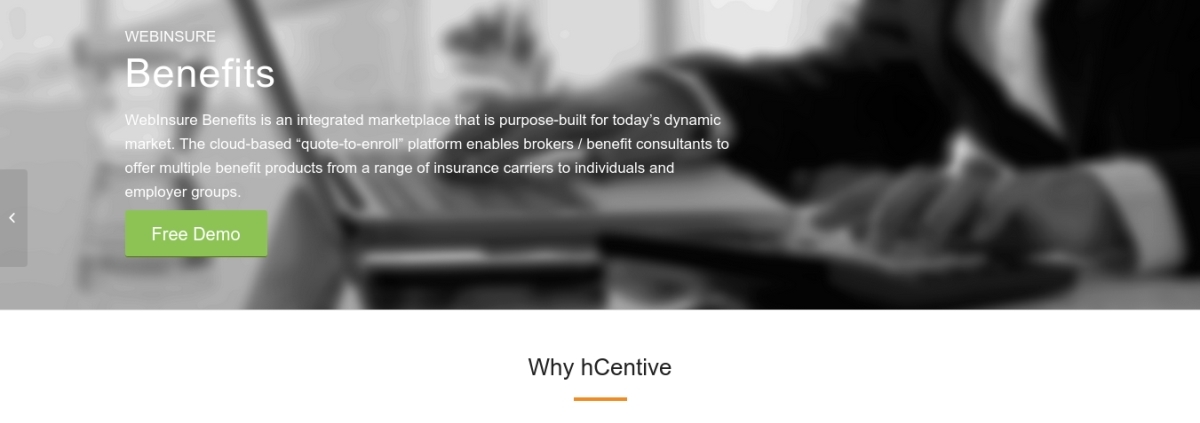 WEBINSURE
Benefits
WebInsure Benefits is an integrated marketplace that is purpose-built for today’s dynamic
market. The cloud-based “quote-to-enroll” platform enables brokers / benefit consultants to
offer multiple benefit products from a range of insurance carriers to individuals and
employer groups.
Free Demo
Why hCentive